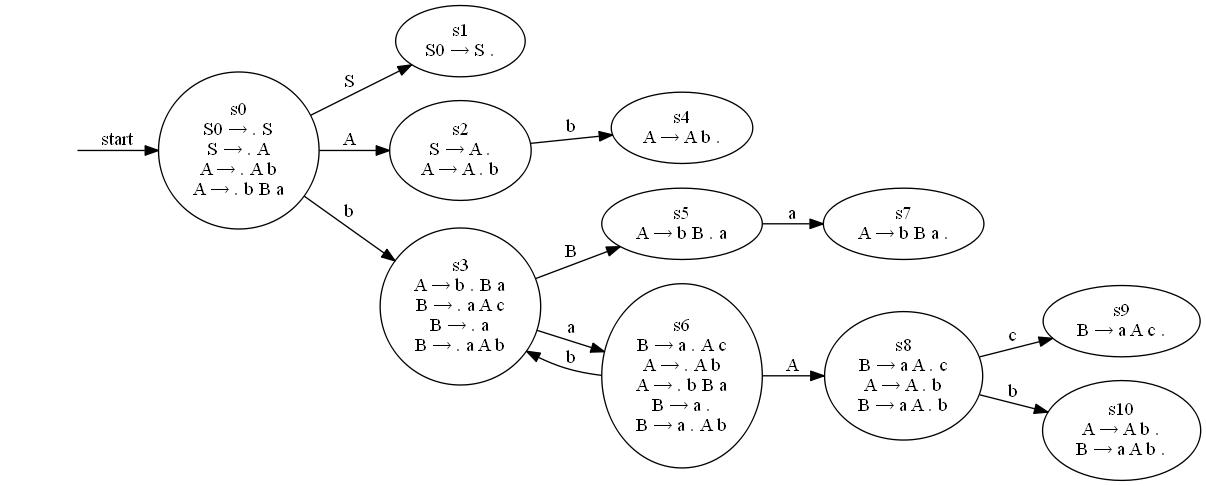 start
s0
S0 → . S
S → . A
A → . A b
A → . b B a
S
s1
S0 → S .
A
s2
S → A .
A → A . b
b
s4
A → A b .
b
s3
A → b . B a
B → . a A c
B → . a
B → . a A b
B
s5
A → b B . a
a
s7
A → b B a .
a
b
s6
B → a . A c
A → . A b
A → . b B a
B → a .
B → a . A b
A
s8
B → a A . c
A → A . b
B → a A . b
c
s9
B → a A c .
b
s10
A → A b .
B → a A b .